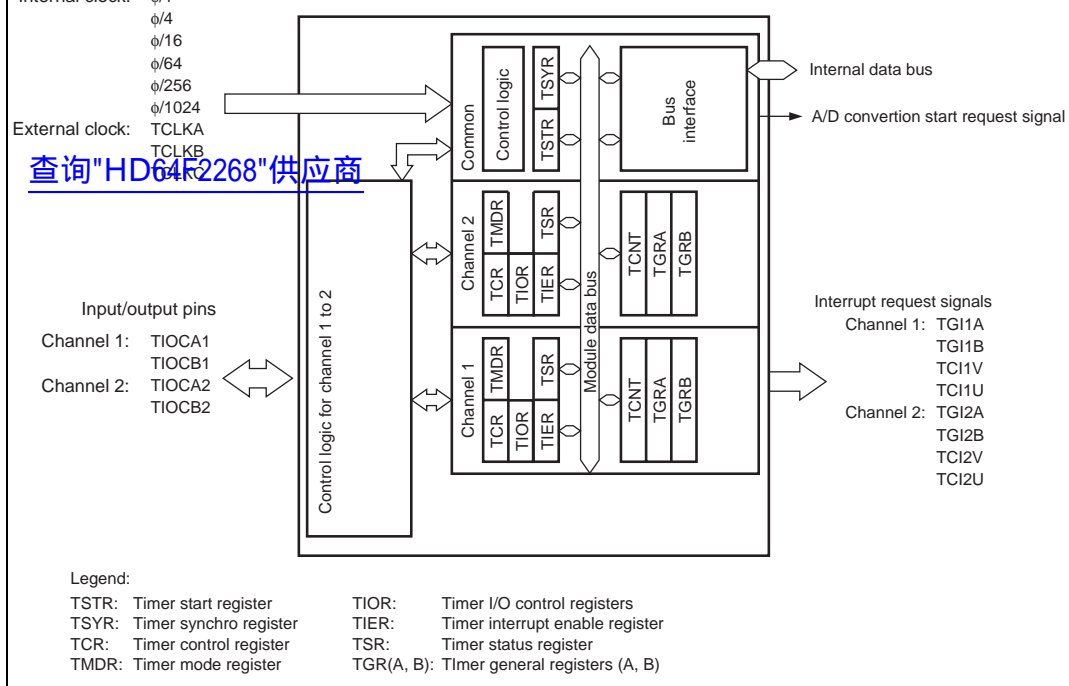 Internal clock:
φ/4
φ/16
φ/64
φ/256
φ/1024
External clock: TCLKA
TCLKB
查询"HD64F2268"供应商
Common
Control logic
TSYR
TSTR
Bus
interface
Internal data bus
A/D convertion start request signal
Control logic for channel 1 to 2
Channel 2
TMDR
TSR
TCR
TIOR
TIER
TCNT
TGRA
TGRB
Module data bus
Channel 1
TMDR
TSR
TCR
TIOR
TIER
TCNT
TGRA
TGRB
Input/output pins
Channel 1: TIOCA1
TIOCB1
Channel 2: TIOCA2
TIOCB2
Interrupt request signals
Channel 1: TGI1A
TGI1B
TCI1V
TCI1U
Channel 2: TGI2A
TGI2B
TCI2V
TCI2U
Legend:
TSTR: Timer start register
TSYR: Timer synchro register
TCR: Timer control register
TMDR: Timer mode register
TIOR: Timer I/O control registers
TIER: Timer interrupt enable register
TSR: Timer status register
TGR(A, B): TImer general registers (A, B)